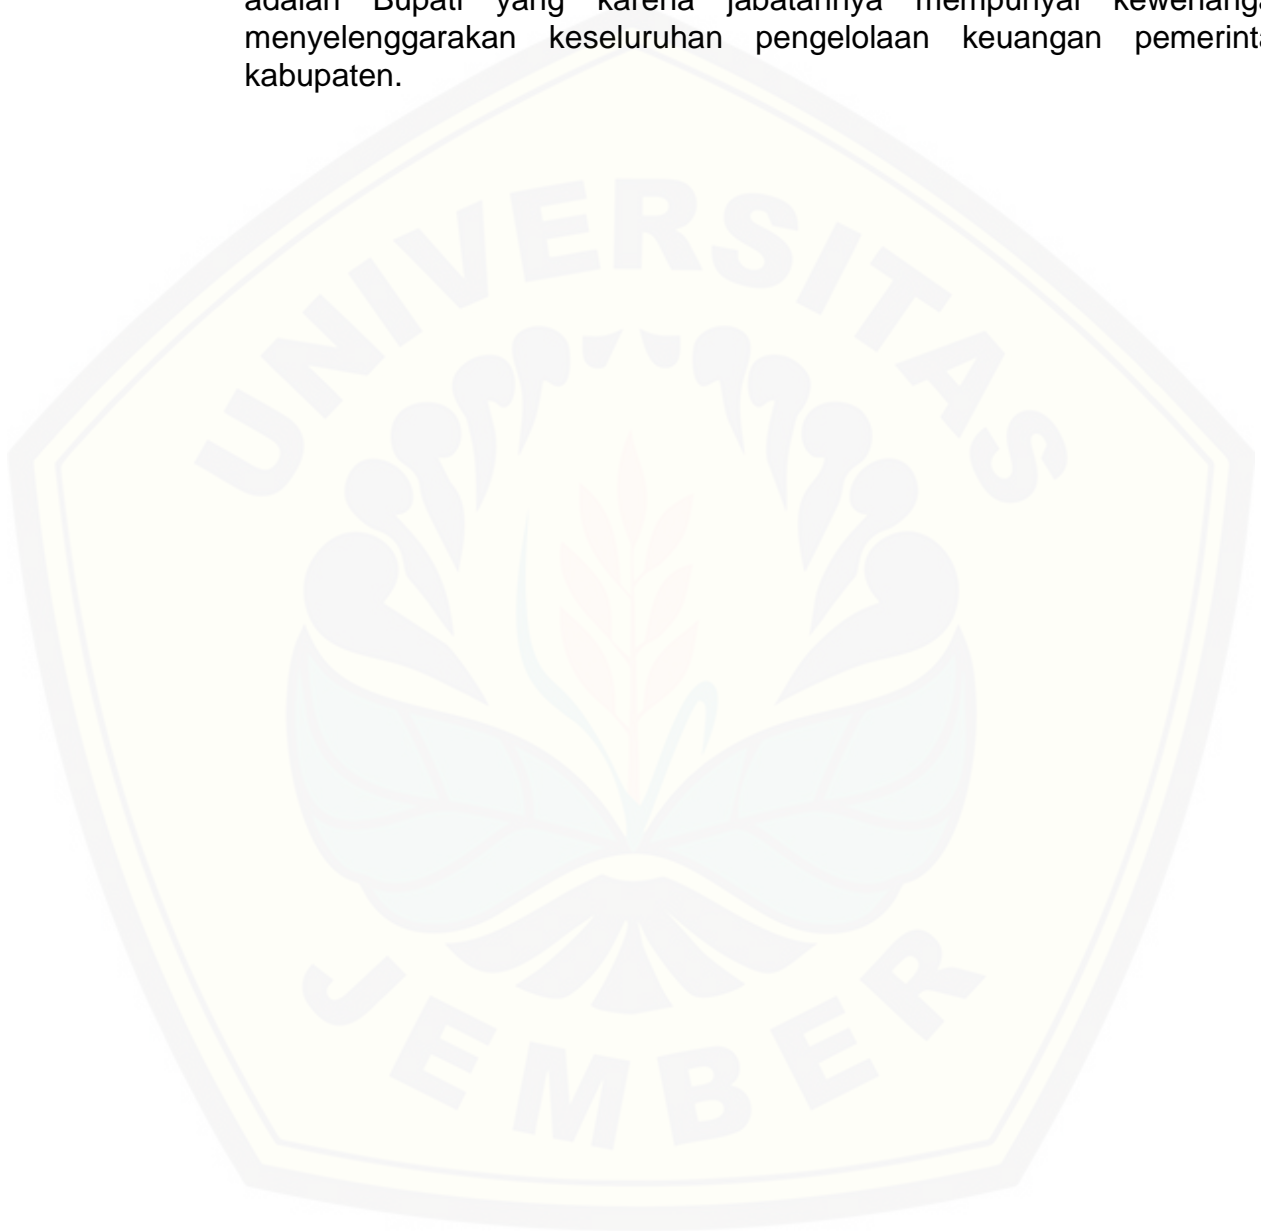 adalah Bupati yang karena jabatannya mempunyai kewenanga
menyelenggarakan keseluruhan pengelolaan keuangan pemerinta
kabupaten.
UNIVERSITAS
JEMBER